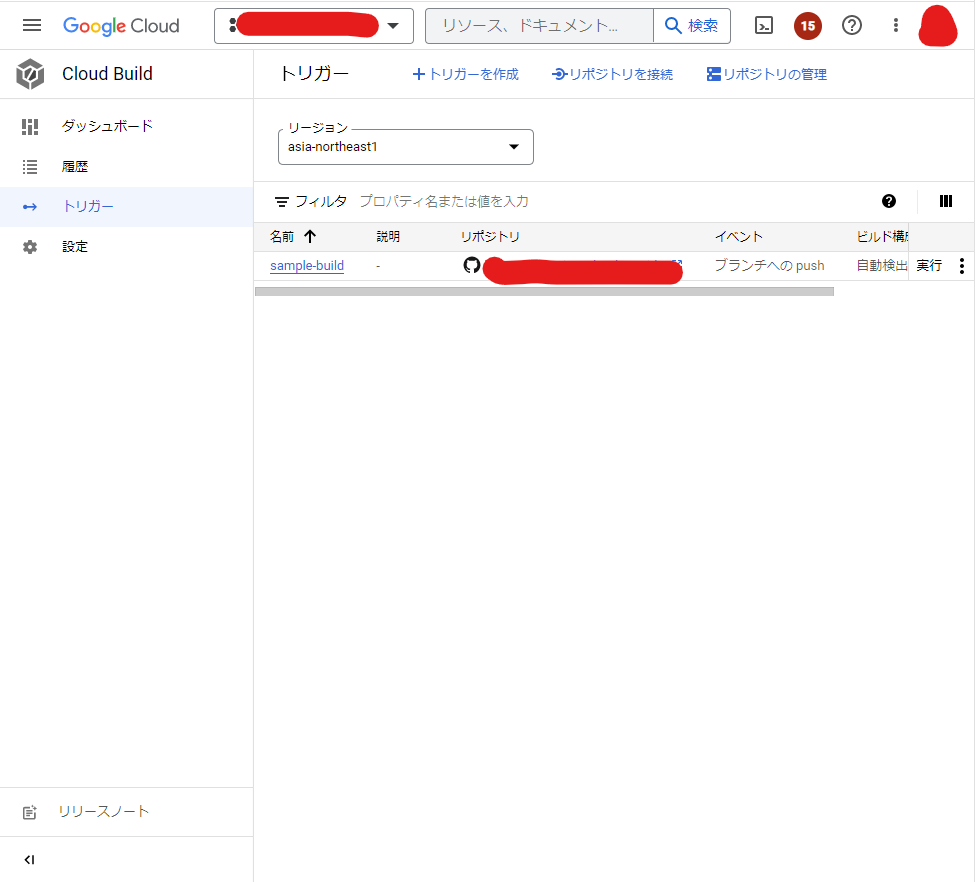 Google Cloud リソース、ドキュメント... 検索 15
Cloud Build
トリガー トリガーを作成 リポジトリを接続 リポジトリの管理
ダッシュボード
履歴
トリガー
設定
リージョン
asia-northeast1
フィルタ プロパティ名または値を入力
名前 説明 リポジトリ イベント ビルド構成
sample-build - ブランチへの push 自動検出 実行
リリースノート